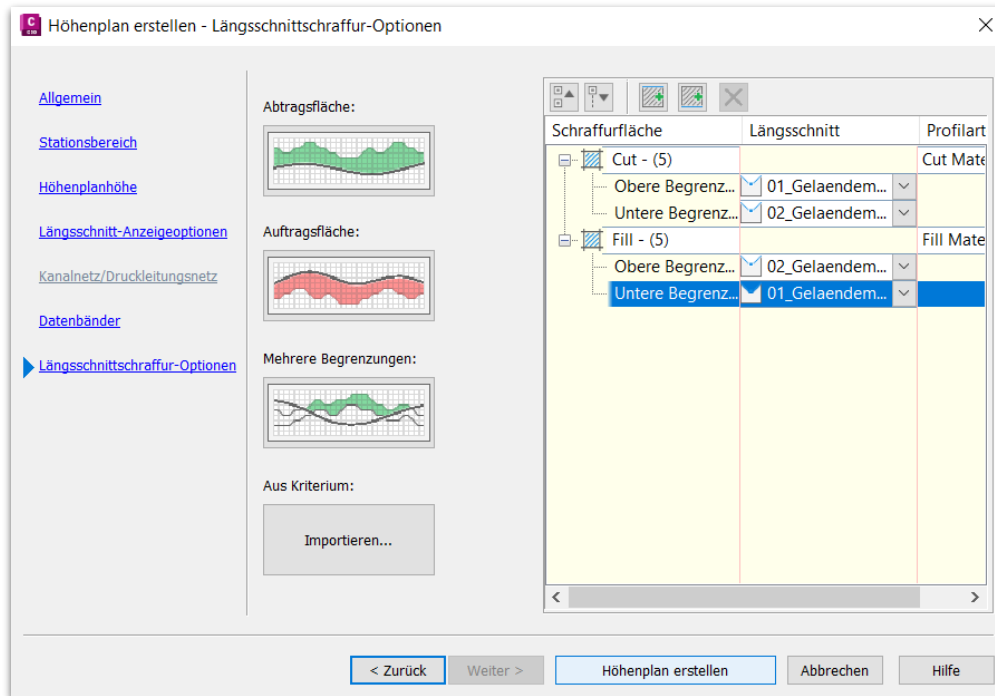 Höhenplan erstellen - Längsschnittschraffur-Optionen
Allgemein
Stationsbereich
Höhenplanhöhe
Längsschnitt-Anzeigeoptionen
Kanalnetz/Druckleitungsnetz
Datenbänder
Längsschnittschraffur-Optionen
Abtragsfläche:
Auftragsfläche:
Mehrere Begrenzungen:
Aus Kriterium:
Importieren...
Schraffurfläche Längsschnitt Profilart
Cut - (5) Cut Mate
Obere Begrenz... 01_Gelaendem...
Untere Begrenz... 02_Gelaendem...
Fill - (5) Fill Mate
Obere Begrenz... 02_Gelaendem...
Untere Begrenz... 01_Gelaendem...
< Zurück Weiter > Höhenplan erstellen Abbrechen Hilfe